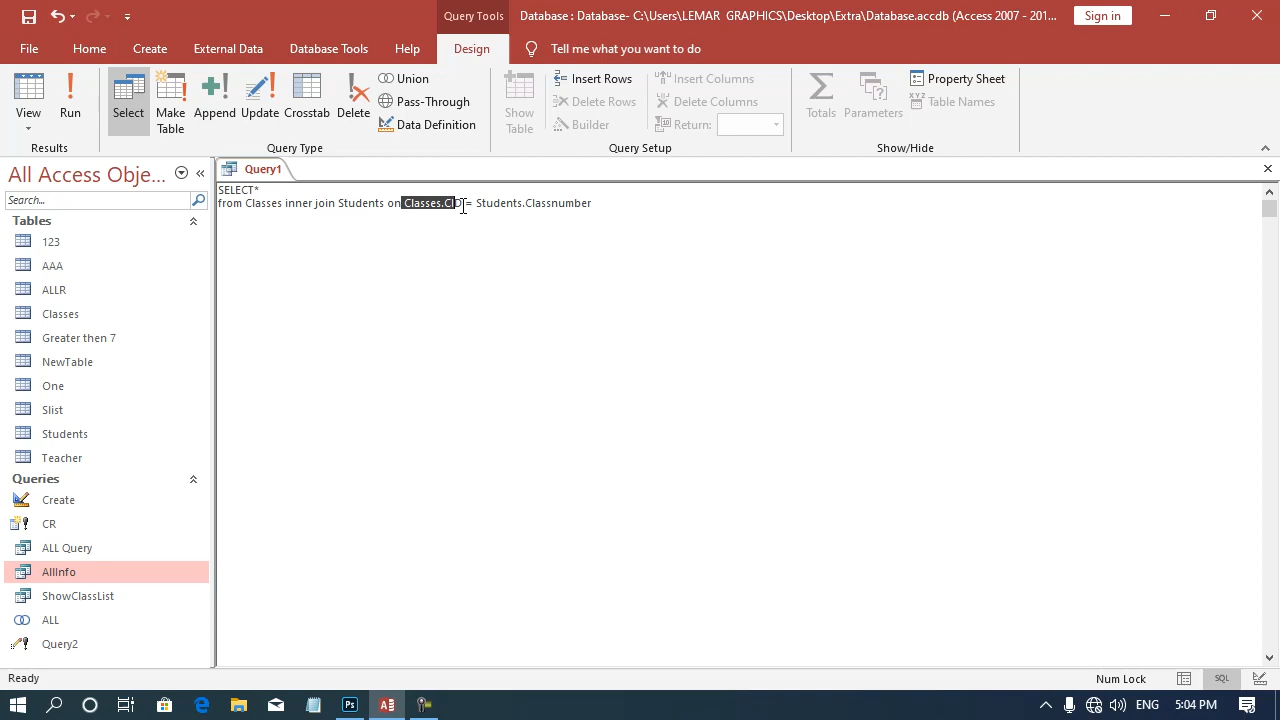 Query Tools
Database : Database- C:\Users\LEMAR GRAPHICS\Desktop\Extra\Database.accdb (Access 2007 - 201...
Sign in
File
Home
Create
External Data
Database Tools
Help
Design
Tell me what you want to do
View
Run
Select
Make Table
Append
Update
Crosstab
Delete
Union
Pass-Through
Data Definition
Show Table
Insert Rows
Delete Rows
Builder
Insert Columns
Delete Columns
Return:
Totals
Parameters
Property Sheet
Table Names
Results
Query Type
Query Setup
Show/Hide
All Access Obje...
Search...
Tables
123
AAA
ALLR
Classes
Greater then 7
NewTable
One
Slist
Students
Teacher
Queries
Create
CR
ALL Query
AllInfo
ShowClassList
ALL
Query2
Query1
SELECT*
from Classes inner join Students on Classes.CID = Students.Classnumber
Ready
Num Lock
SQL
Ps
ENG
5:04 PM